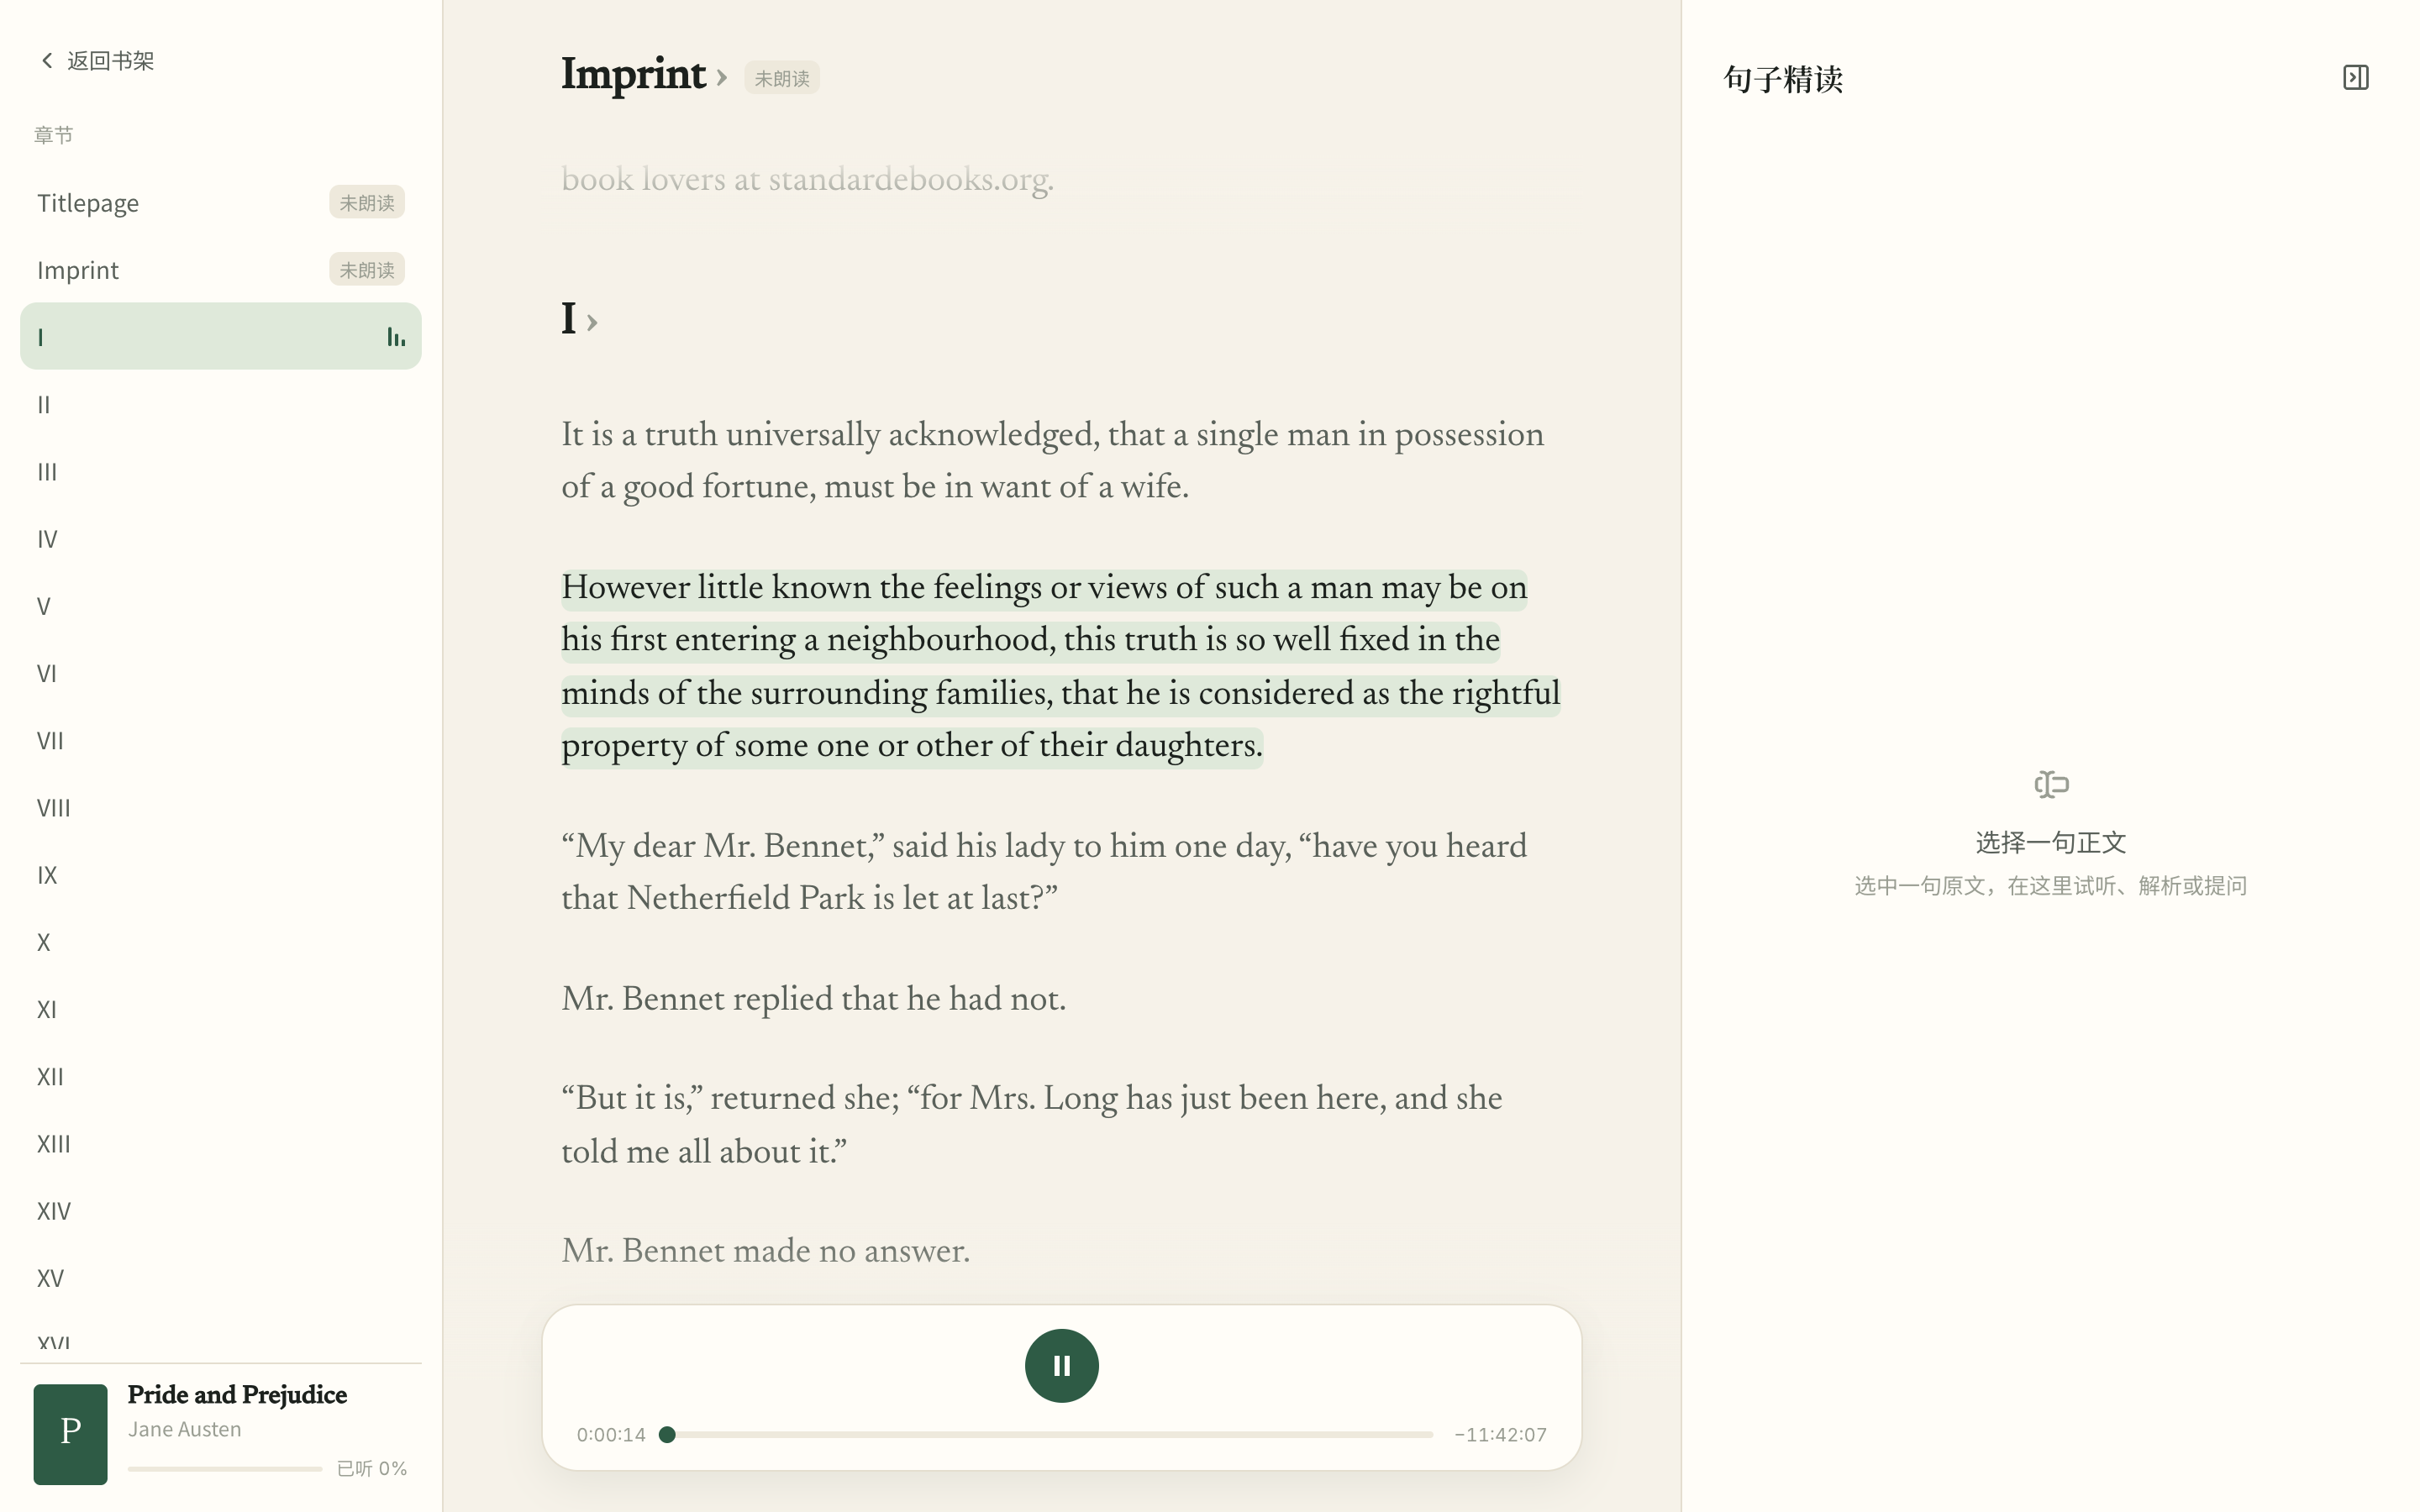 返回书架
章节
Titlepage 未朗读
Imprint 未朗读
I
II
III
IV
V
VI
VII
VIII
IX
X
XI
XII
XIII
XIV
XV
XVI
P
Pride and Prejudice
Jane Austen
已听 0%
Imprint › 未朗读
book lovers at standardebooks.org.
I ›
It is a truth universally acknowledged, that a single man in possession
of a good fortune, must be in want of a wife.
However little known the feelings or views of such a man may be on
his first entering a neighbourhood, this truth is so well fixed in the
minds of the surrounding families, that he is considered as the rightful
property of some one or other of their daughters.
“My dear Mr. Bennet,” said his lady to him one day, “have you heard
that Netherfield Park is let at last?”
Mr. Bennet replied that he had not.
“But it is,” returned she; “for Mrs. Long has just been here, and she
told me all about it.”
Mr. Bennet made no answer.
0:00:14 −11:42:07
句子精读
选择一句正文
选中一句原文，在这里试听、解析或提问